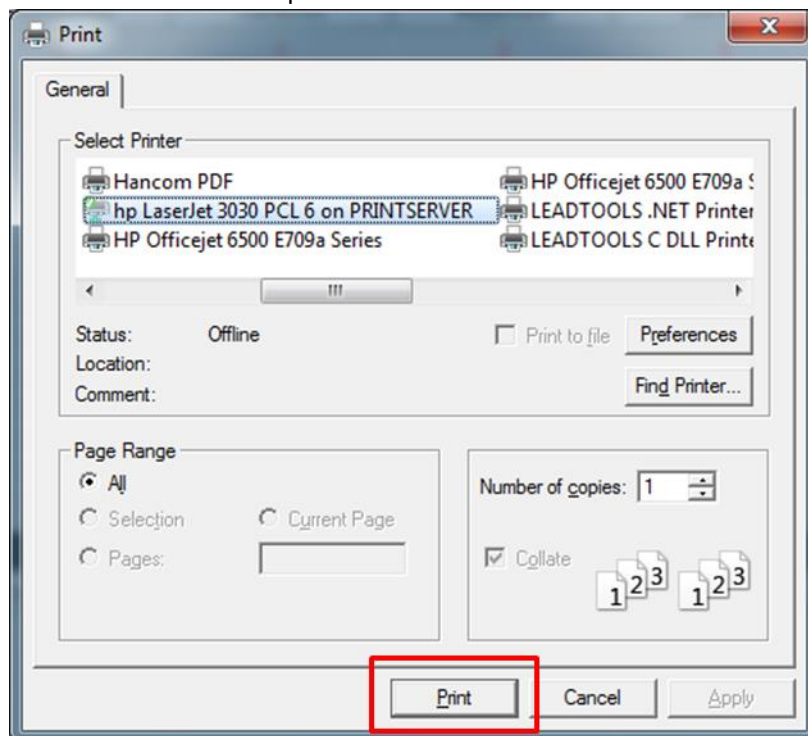 Print
General
Select Printer
Hancom PDF
hp LaserJet 3030 PCL 6 on PRINTSERVER
HP Officejet 6500 E709a Series
HP Officejet 6500 E709a
LEADTOOLS .NET Printer
LEADTOOLS C DLL Printe
Status: Offline
Print to file
Preferences
Location:
Comment:
Find Printer...
Page Range
All
Selection
Current Page
Pages:
Number of copies: 1
Collate
1 2 3 1 2 3
Print
Cancel
Apply